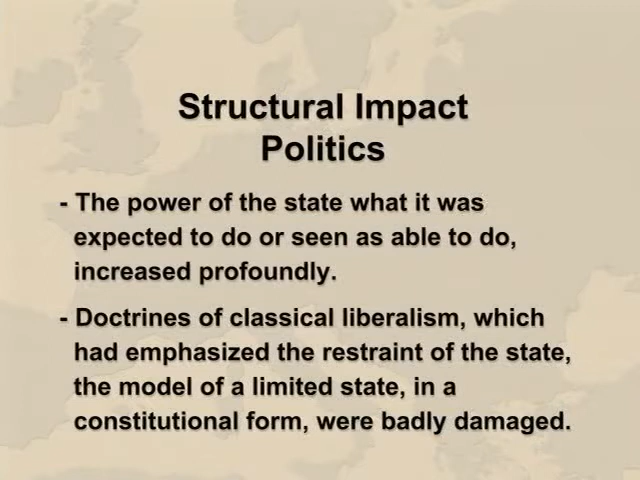 Structural Impact
Politics
- The power of the state what it was
expected to do or seen as able to do,
increased profoundly.
- Doctrines of classical liberalism, which
had emphasized the restraint of the state,
the model of a limited state, in a
constitutional form, were badly damaged.